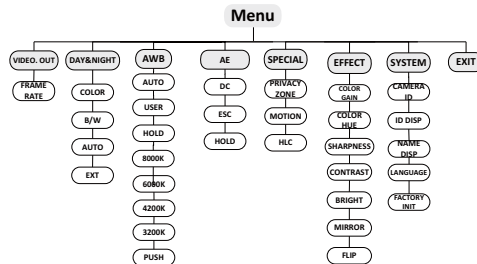 Menu
VIDEO. OUT
FRAME
RATE
DAY&NIGHT
COLOR
B/W
AUTO
EXT
AWB
AUTO
USER
HOLD
8000K
6000K
4200K
3200K
PUSH
AE
DC
ESC
HOLD
SPECIAL
PRIVACY
ZONE
MOTION
HLC
EFFECT
COLOR
GAIN
COLOR
HUE
SHARPNESS
CONTRAST
BRIGHT
MIRROR
FLIP
SYSTEM
CAMERA
ID
ID DISP
NAME
DISP
LANGUAGE
FACTORY
INIT
EXIT